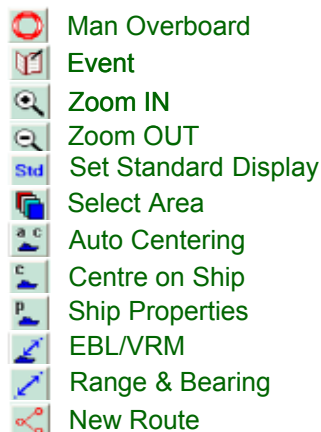 Man Overboard
Event
Zoom IN
Zoom OUT
Std Set Standard Display
Select Area
a c Auto Centering
c Centre on Ship
p Ship Properties
EBL/VRM
Range & Bearing
New Route